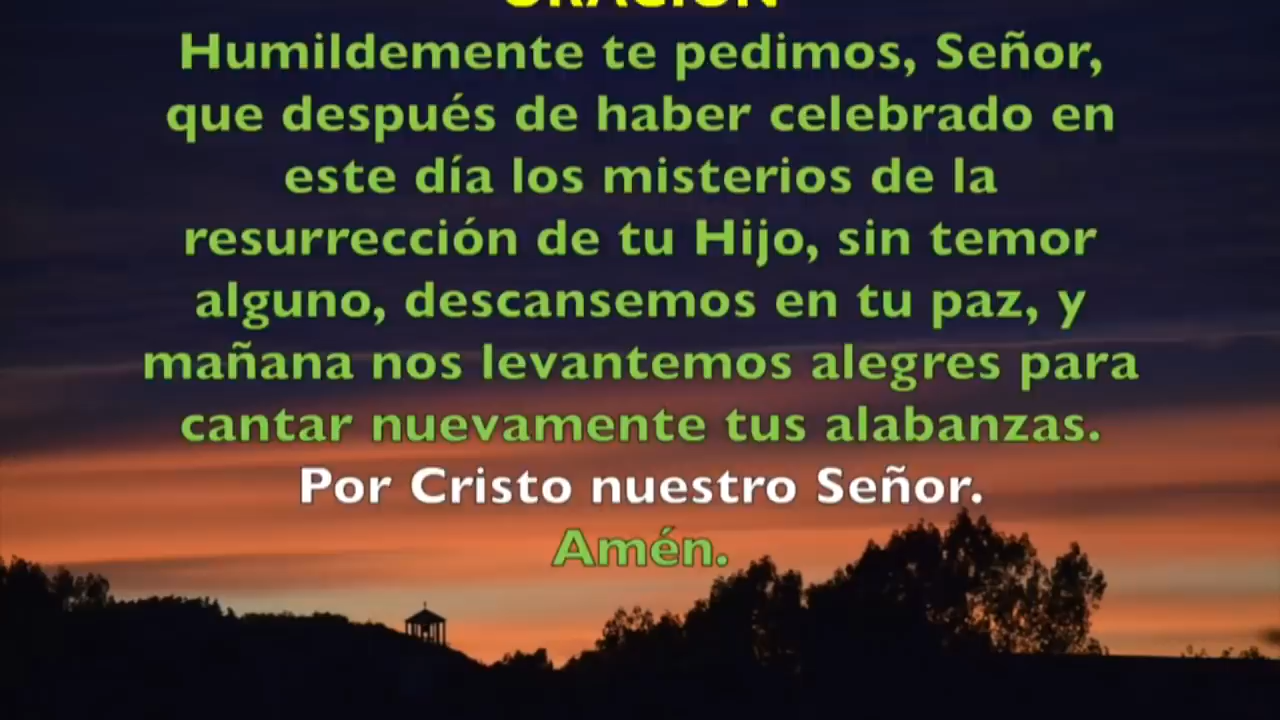 ORACIÓN
Humildemente te pedimos, Señor,
que después de haber celebrado en
este día los misterios de la
resurrección de tu Hijo, sin temor
alguno, descansemos en tu paz, y
mañana nos levantemos alegres para
cantar nuevamente tus alabanzas.
Por Cristo nuestro Señor.
Amén.